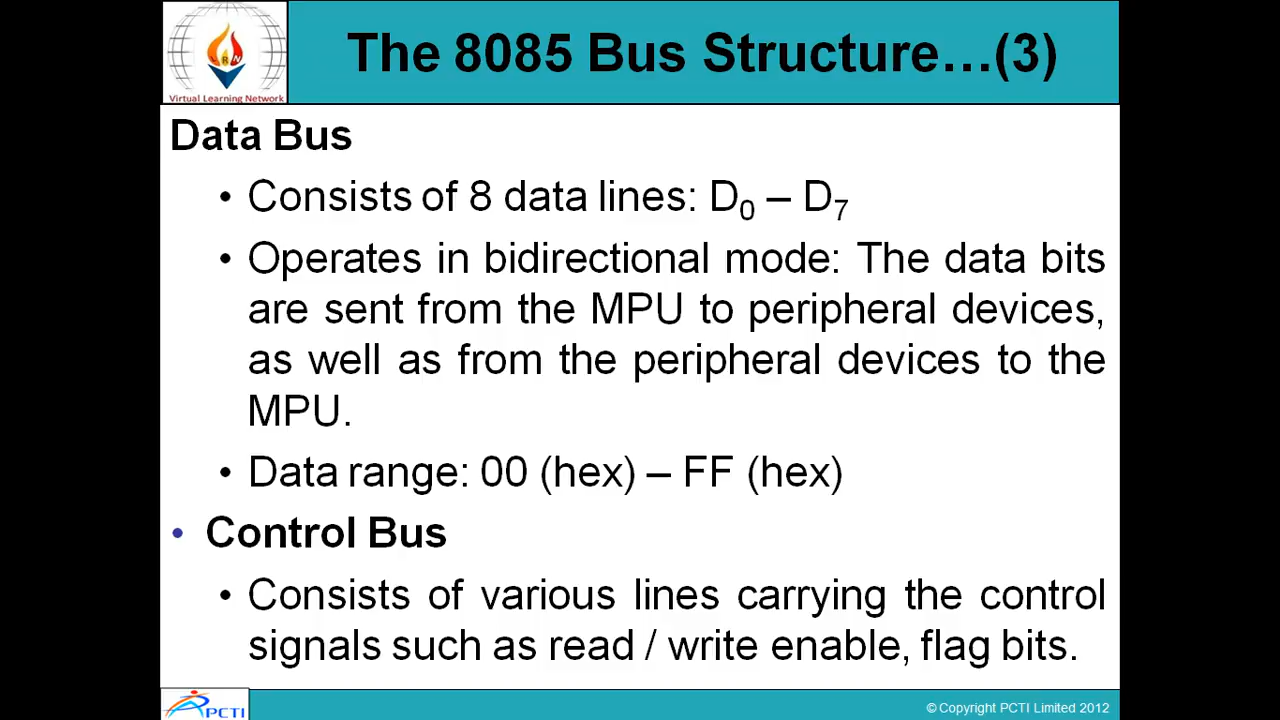 The 8085 Bus Structure…(3)
SRM
Virtual Learning Network
Data Bus
• Consists of 8 data lines: D₀ – D₇
• Operates in bidirectional mode: The data bits
are sent from the MPU to peripheral devices,
as well as from the peripheral devices to the
MPU.
• Data range: 00 (hex) – FF (hex)
• Control Bus
• Consists of various lines carrying the control
signals such as read / write enable, flag bits.
PCTI
© Copyright PCTI Limited 2012